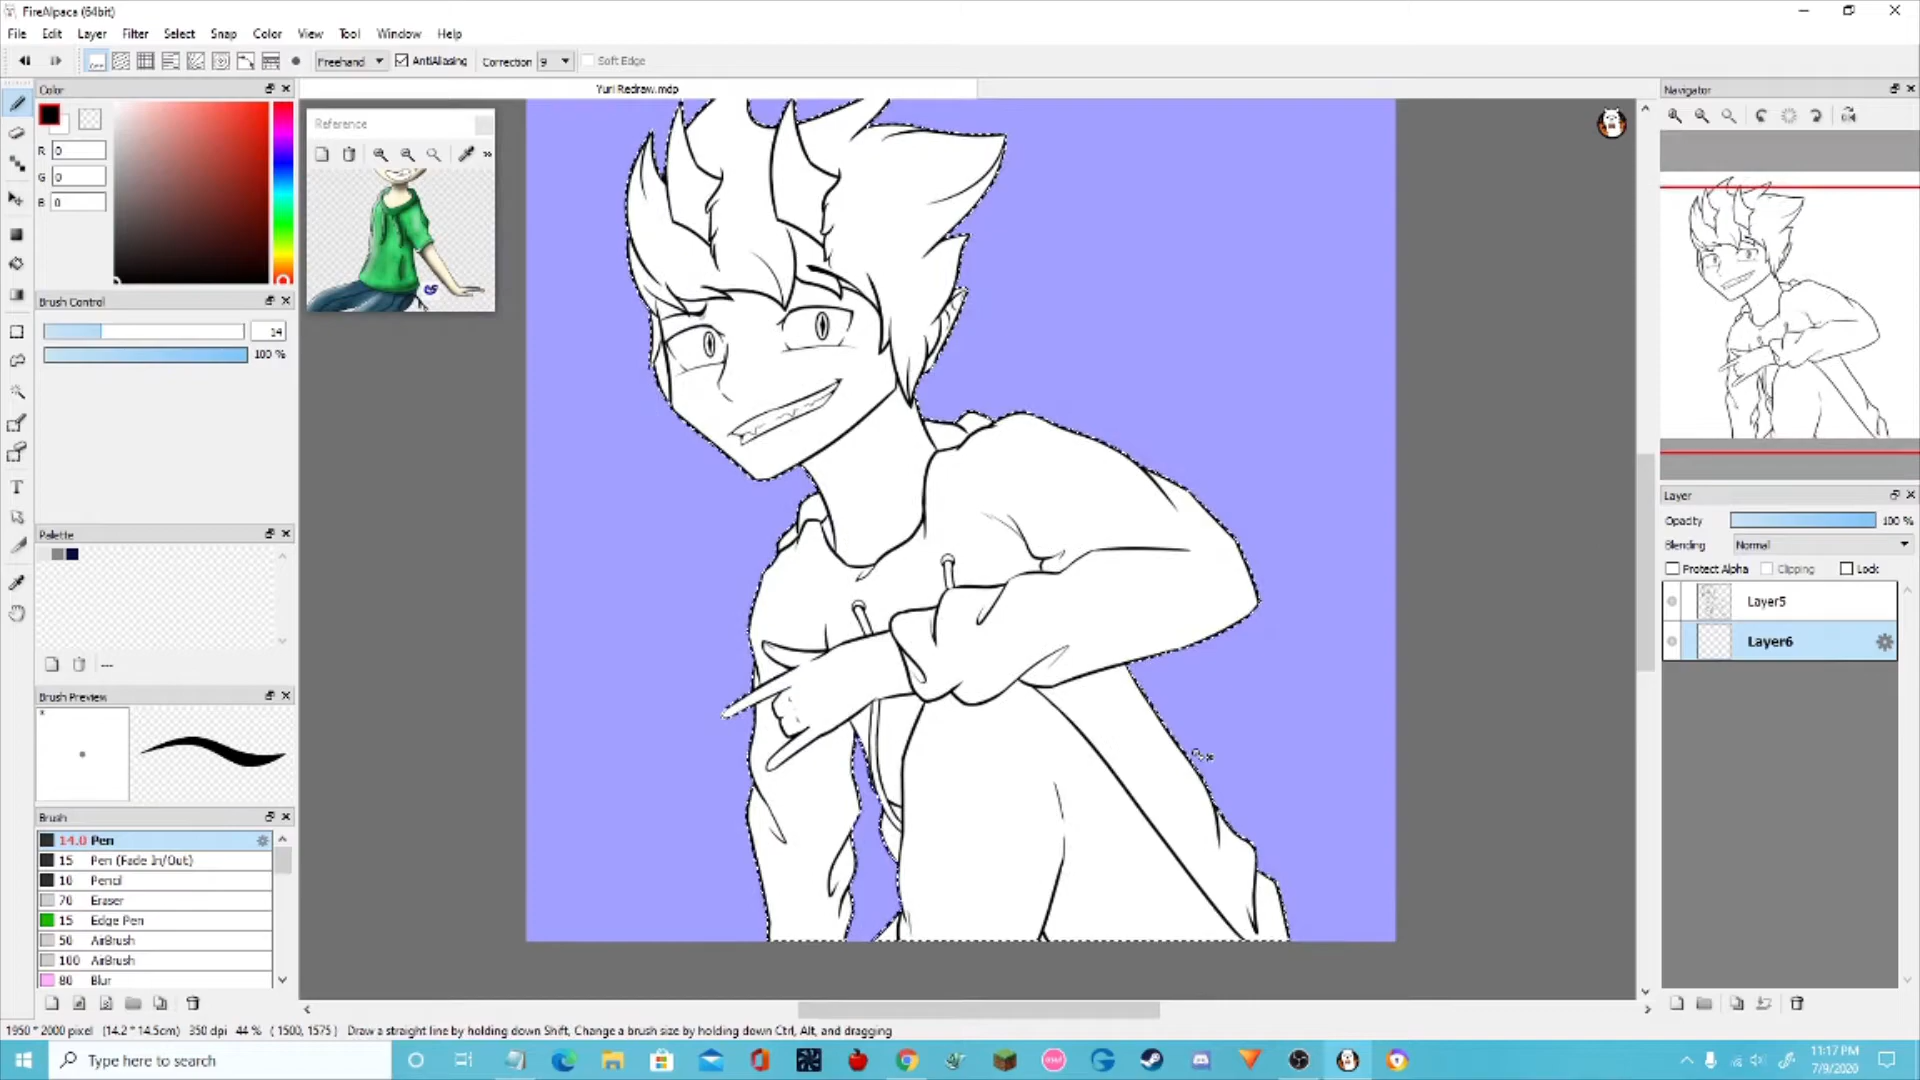 FireAlpaca (64bit)
File Edit Layer Filter Select Snap Color View Tool Window Help
Freehand AntiAliasing Correction 9 Soft Edge
Color
Yuri Redraw.mdp
Navigator
Reference
R 0
G 0
B 0
Brush Control
14
100 %
Layer
Opacity 100 %
Blending Normal
Protect Alpha Clipping Lock
Layer5
Layer6
Palette
---
Brush Preview
*
Brush
14.0 Pen
15 Pen (Fade In/Out)
10 Pencil
70 Eraser
15 Edge Pen
50 AirBrush
100 AirBrush
80 Blur
1950 * 2000 pixel (14.2 * 14.5cm) 350 dpi 44 % ( 1500, 1575 ) Draw a straight line by holding down Shift, Change a brush size by holding down Ctrl, Alt, and dragging
Type here to search
11:17 PM
7/9/2020